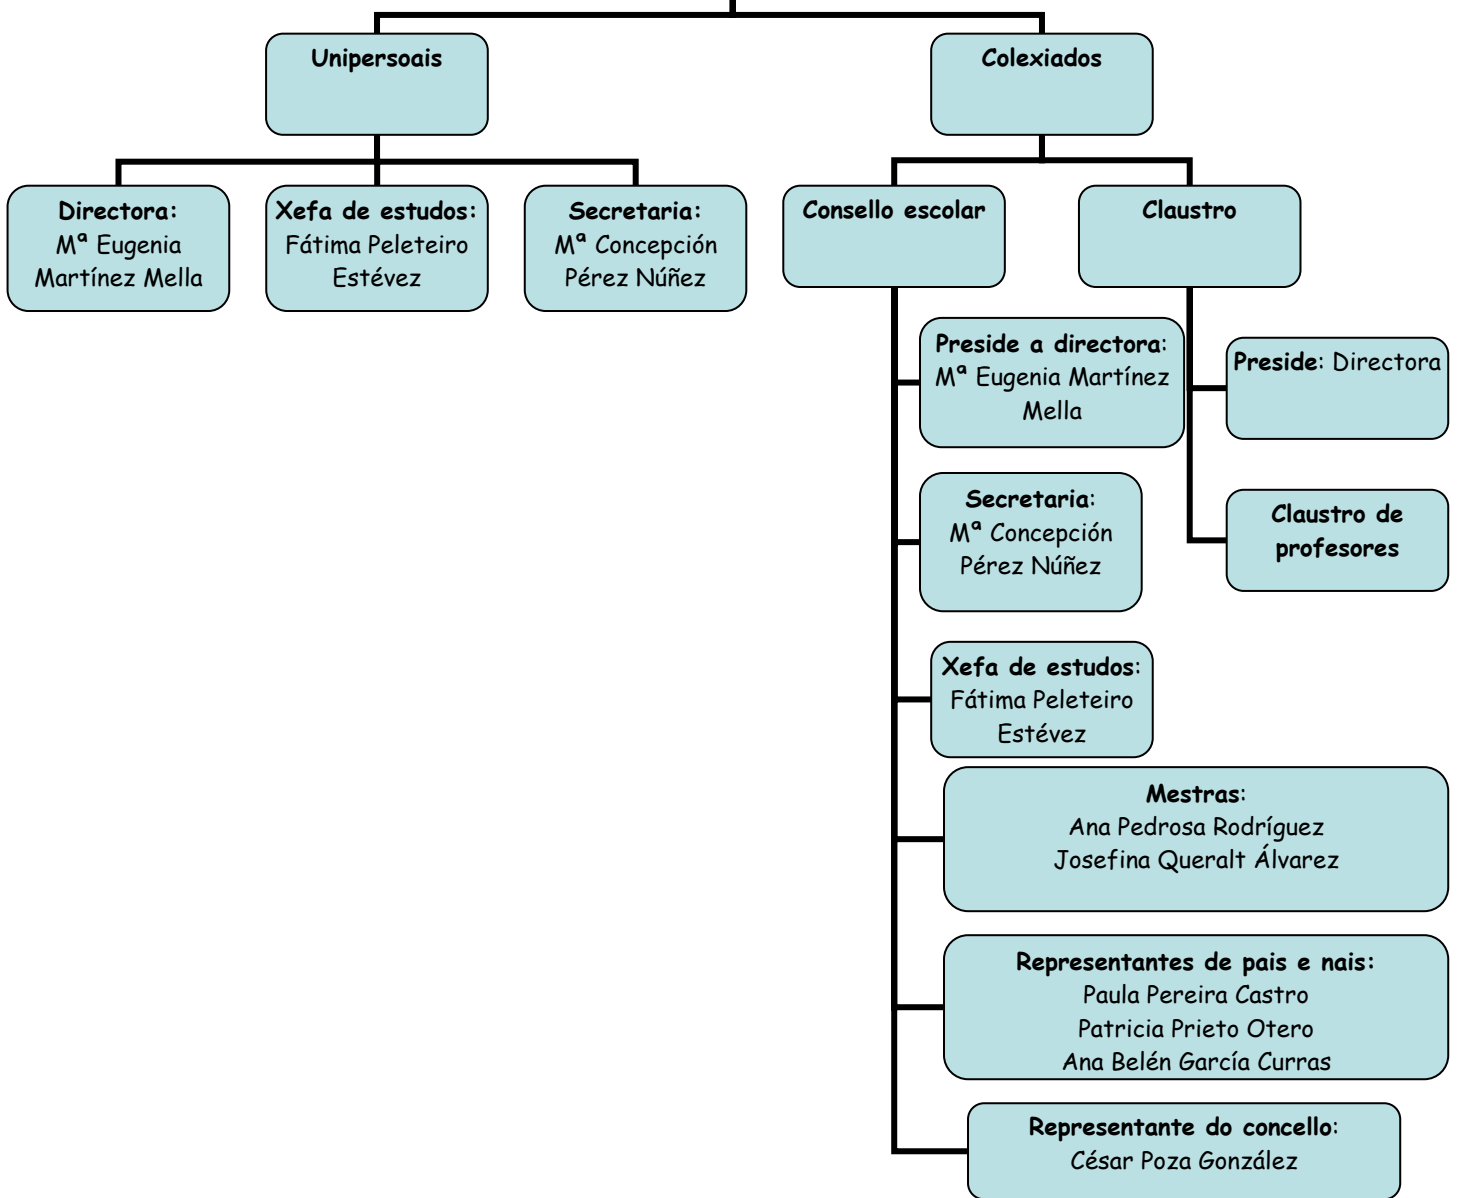 Unipersoais
Colexiados
Directora:
Mª Eugenia
Martínez Mella
Xefa de estudos:
Fátima Peleteiro
Estévez
Secretaria:
Mª Concepción
Pérez Núñez
Consello escolar
Claustro
Preside a directora:
Mª Eugenia Martínez
Mella
Preside: Directora
Secretaria:
Mª Concepción
Pérez Núñez
Claustro de
profesores
Xefa de estudos:
Fátima Peleteiro
Estévez
Mestras:
Ana Pedrosa Rodríguez
Josefina Queralt Álvarez
Representantes de pais e nais:
Paula Pereira Castro
Patricia Prieto Otero
Ana Belén García Curras
Representante do concello:
César Poza González